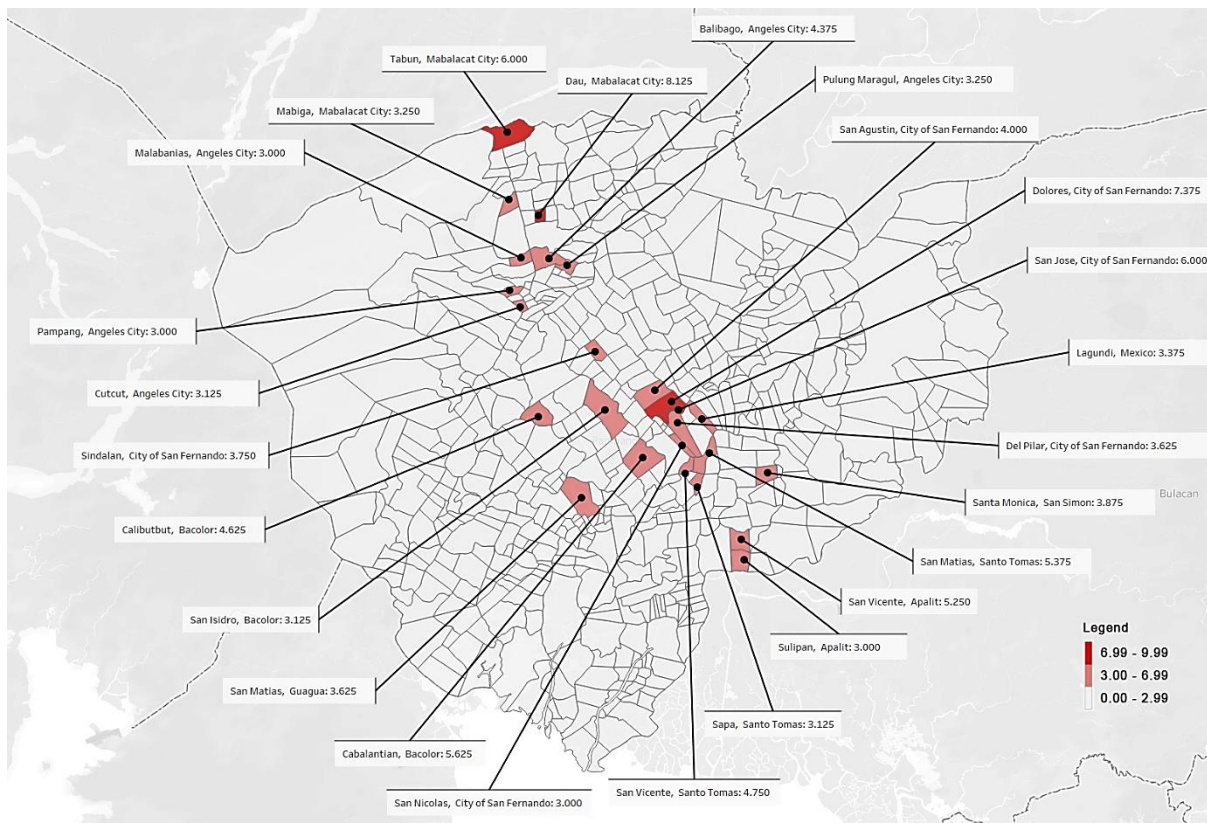 Balibago, Angeles City: 4.375
Tabun, Mabalacat City: 6.000
Dau, Mabalacat City: 8.125
Pulung Maragul, Angeles City: 3.250
Mabiga, Mabalacat City: 3.250
San Agustin, City of San Fernando: 4.000
Malabanias, Angeles City: 3.000
Dolores, City of San Fernando: 7.375
San Jose, City of San Fernando: 6.000
Pampang, Angeles City: 3.000
Lagundi, Mexico: 3.375
Cutcut, Angeles City: 3.125
Del Pilar, City of San Fernando: 3.625
Sindalan, City of San Fernando: 3.750
Bulacan
Santa Monica, San Simon: 3.875
Calibutbut, Bacolor: 4.625
San Matias, Santo Tomas: 5.375
San Vicente, Apalit: 5.250
San Isidro, Bacolor: 3.125
Sulipan, Apalit: 3.000
Legend
6.99 - 9.99
3.00 - 6.99
0.00 - 2.99
San Matias, Guagua: 3.625
Sapa, Santo Tomas: 3.125
Cabalantian, Bacolor: 5.625
San Vicente, Santo Tomas: 4.750
San Nicolas, City of San Fernando: 3.000